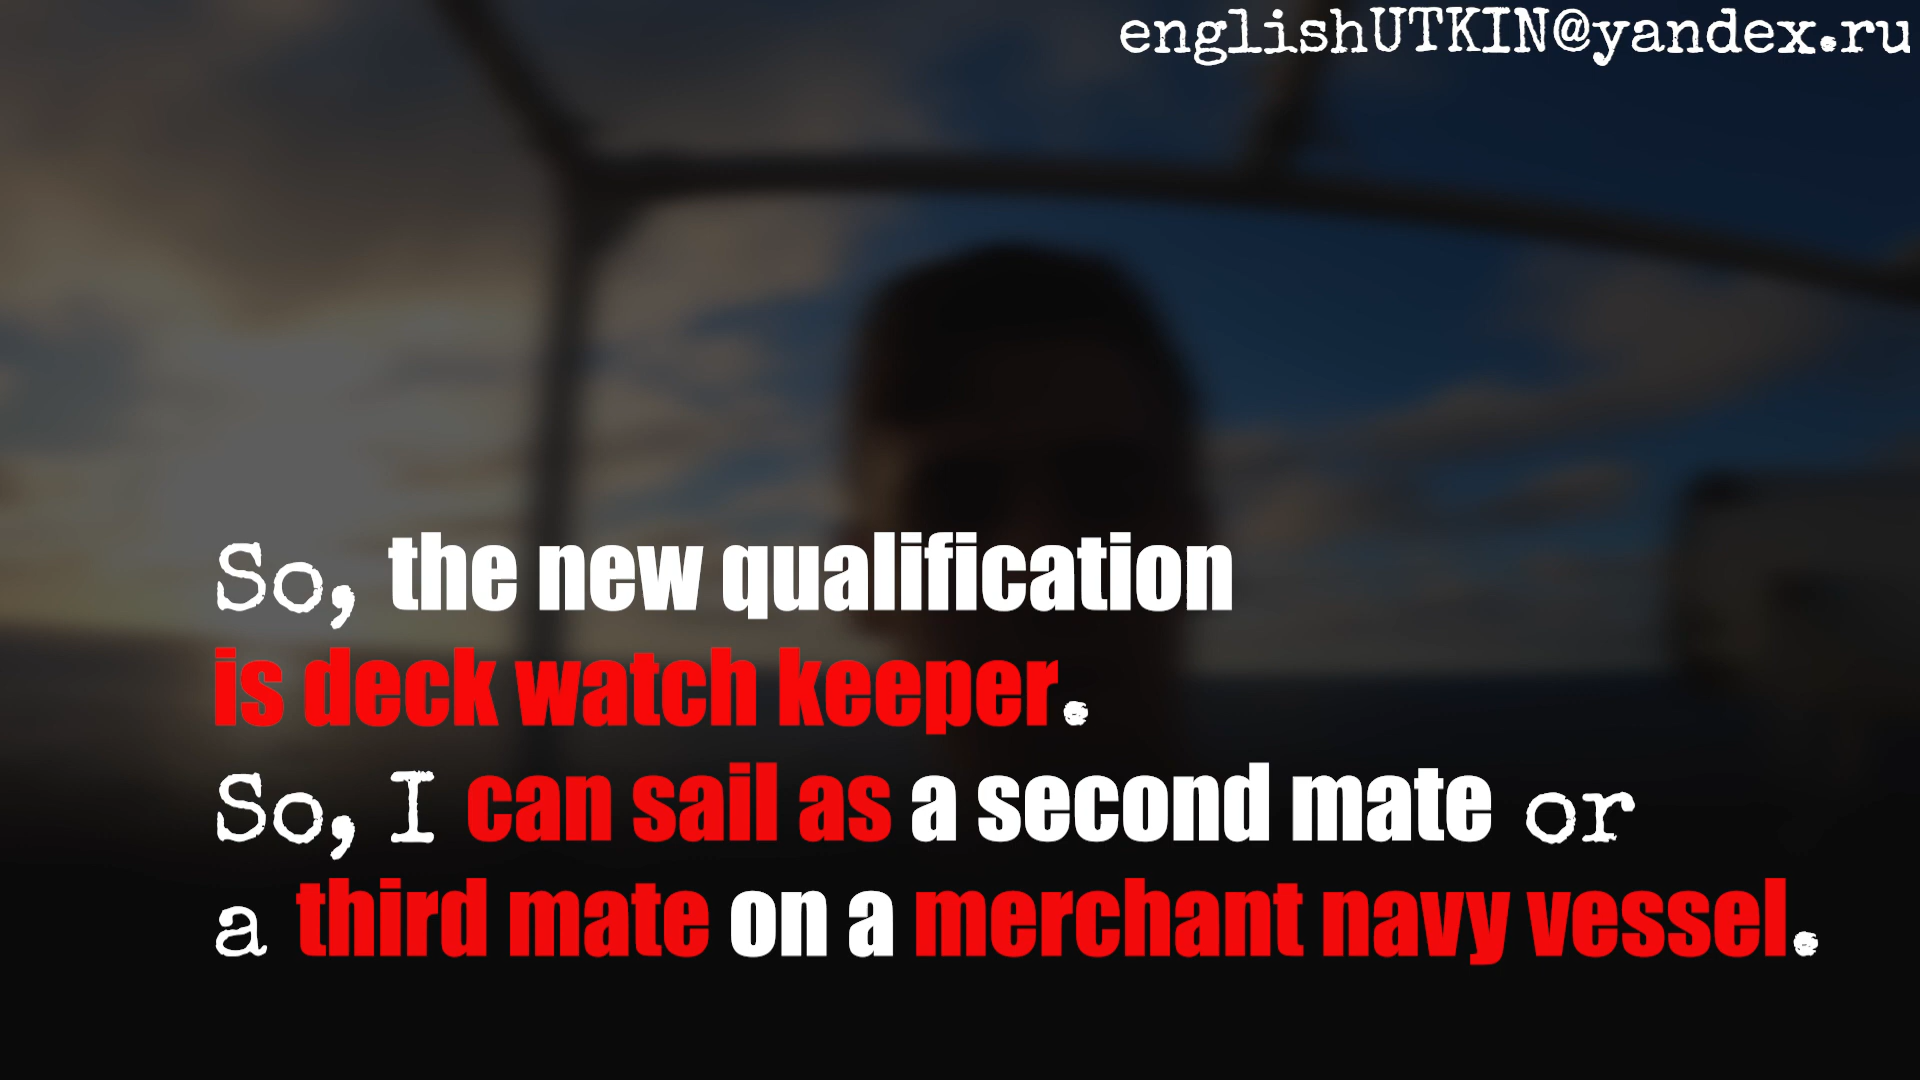 englishUTKIN@yandex.ru
So, the new qualification
is deck watch keeper.
So, I can sail as a second mate or
a third mate on a merchant navy vessel.